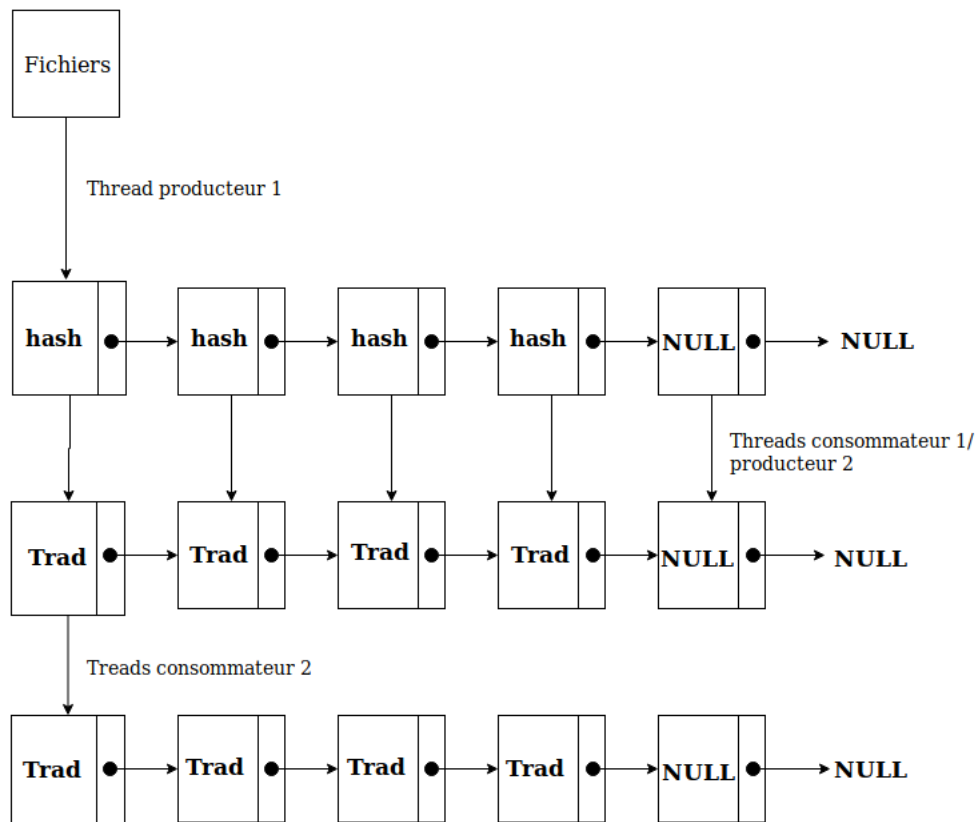 Fichiers
Thread producteur 1
hash hash hash hash NULL NULL
Threads consommateur 1/
producteur 2
Trad Trad Trad Trad NULL NULL
Treads consommateur 2
Trad Trad Trad Trad NULL NULL